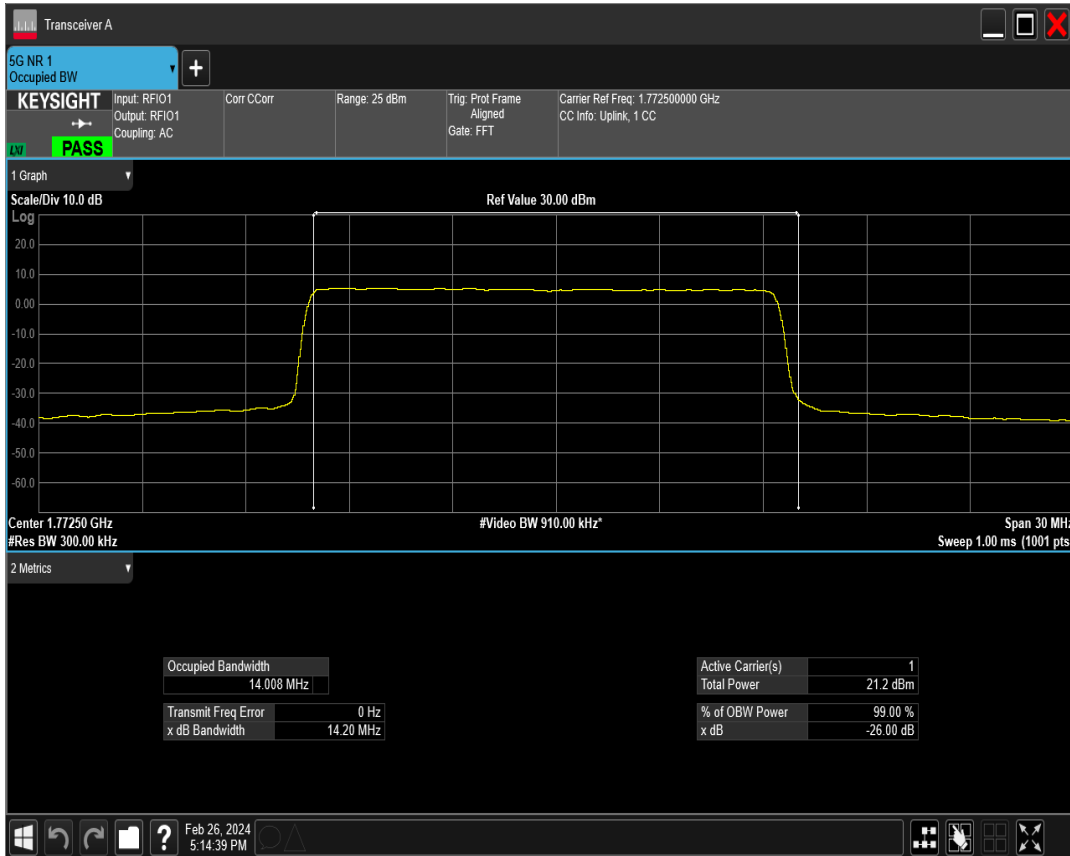 Transceiver A
5G NR 1
Occupied BW
+
KEYSIGHT
Input: RFIO1
Output: RFIO1
Coupling: AC
Corr CCorr
Range: 25 dBm
Trig: Prot Frame
Aligned
Gate: FFT
Carrier Ref Freq: 1.772500000 GHz
CC Info: Uplink, 1 CC
LXI
PASS
1 Graph
Scale/Div 10.0 dB
Ref Value 30.00 dBm
Log
20.0
10.0
0.00
-10.0
-20.0
-30.0
-40.0
-50.0
-60.0
Center 1.77250 GHz
#Video BW 910.00 kHz*
Span 30 MHz
#Res BW 300.00 kHz
Sweep 1.00 ms (1001 pts
2 Metrics
Occupied Bandwidth
14.008 MHz
Transmit Freq Error 0 Hz
x dB Bandwidth 14.20 MHz
Active Carrier(s) 1
Total Power 21.2 dBm
% of OBW Power 99.00 %
x dB -26.00 dB
?
Feb 26, 2024
5:14:39 PM